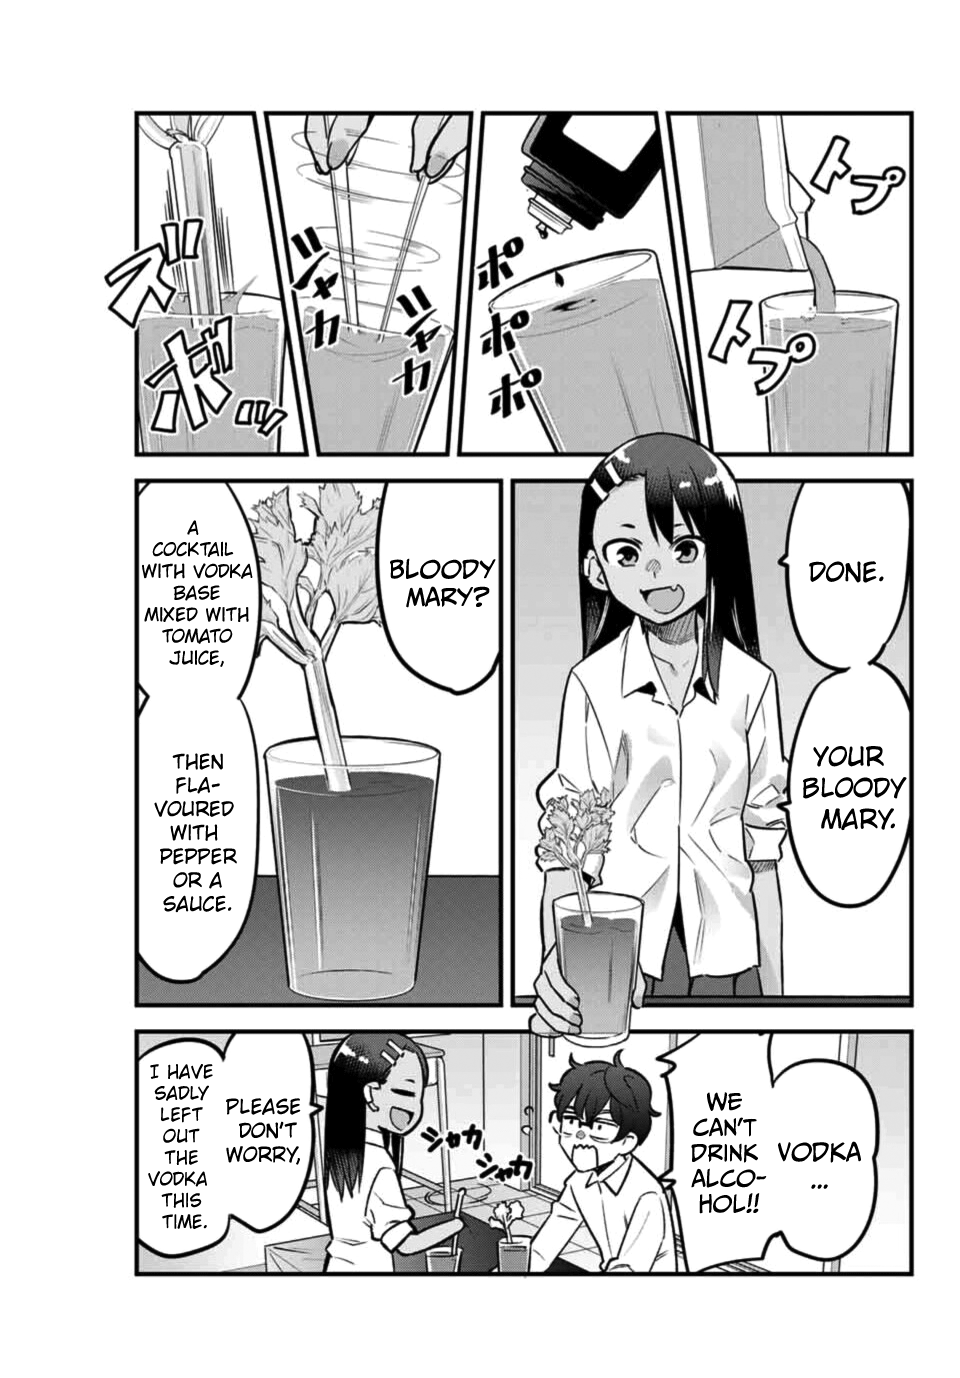 トプ
トプ
ポ
ポ
ポ
ジャカ
ジャカ
ズ
ボッ
DONE.
YOUR
BLOODY
MARY.
BLOODY
MARY?
A
COCKTAIL
WITH VODKA
BASE
MIXED WITH
TOMATO
JUICE,
THEN
FLA-
VOURED
WITH
PEPPER
OR A
SAUCE.
VODKA
...
WE
CAN'T
DRINK
ALCO-
HOL!!
シャカ
シャカ
PLEASE
DON'T
WORRY,
I HAVE
SADLY
LEFT
OUT
THE
VODKA
THIS
TIME.